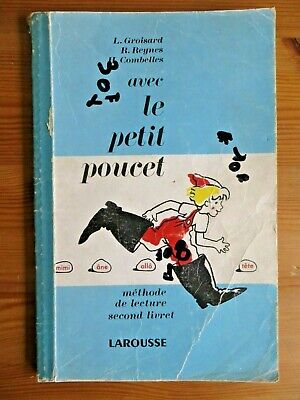 L. Groisard
R. Reynes
Combelles
avec
le
petit
poucet
mimi
âne
allô
tête
méthode
de lecture
second livret
LAROUSSE